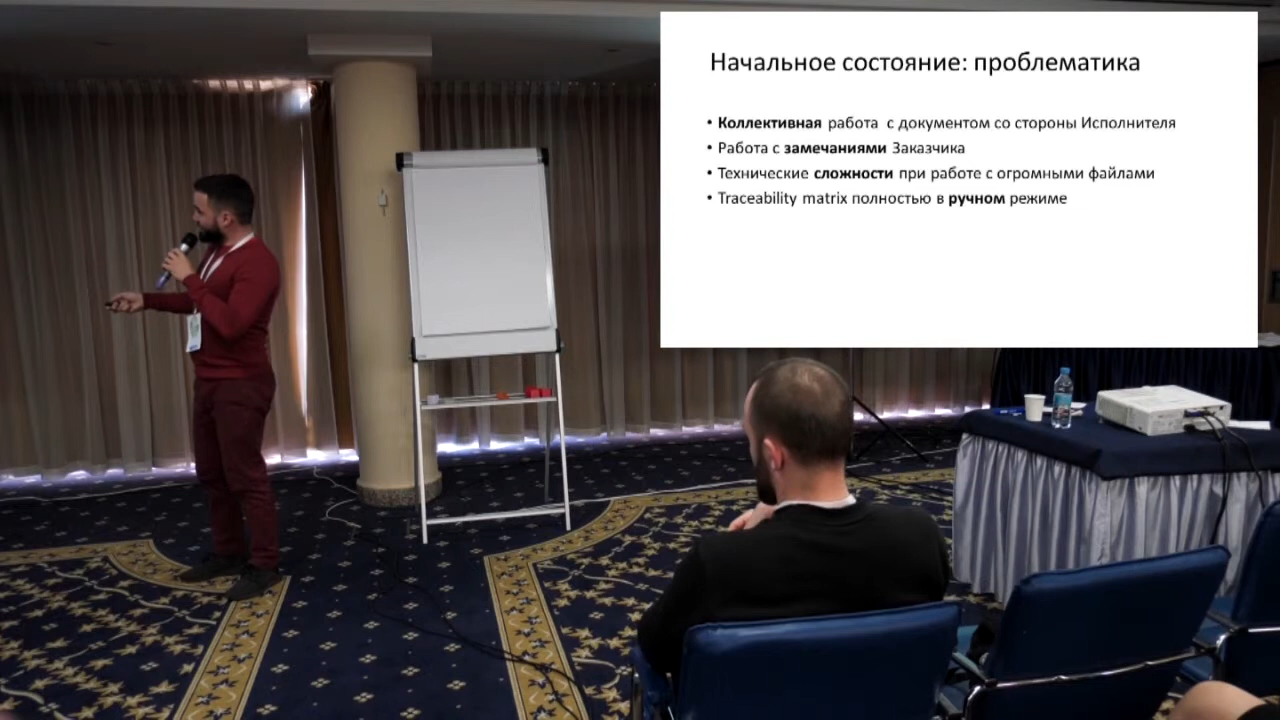 Начальное состояние: проблематика
• Коллективная работа с документом со стороны Исполнителя
• Работа с замечаниями Заказчика
• Технические сложности при работе с огромными файлами
• Traceability matrix полностью в ручном режиме